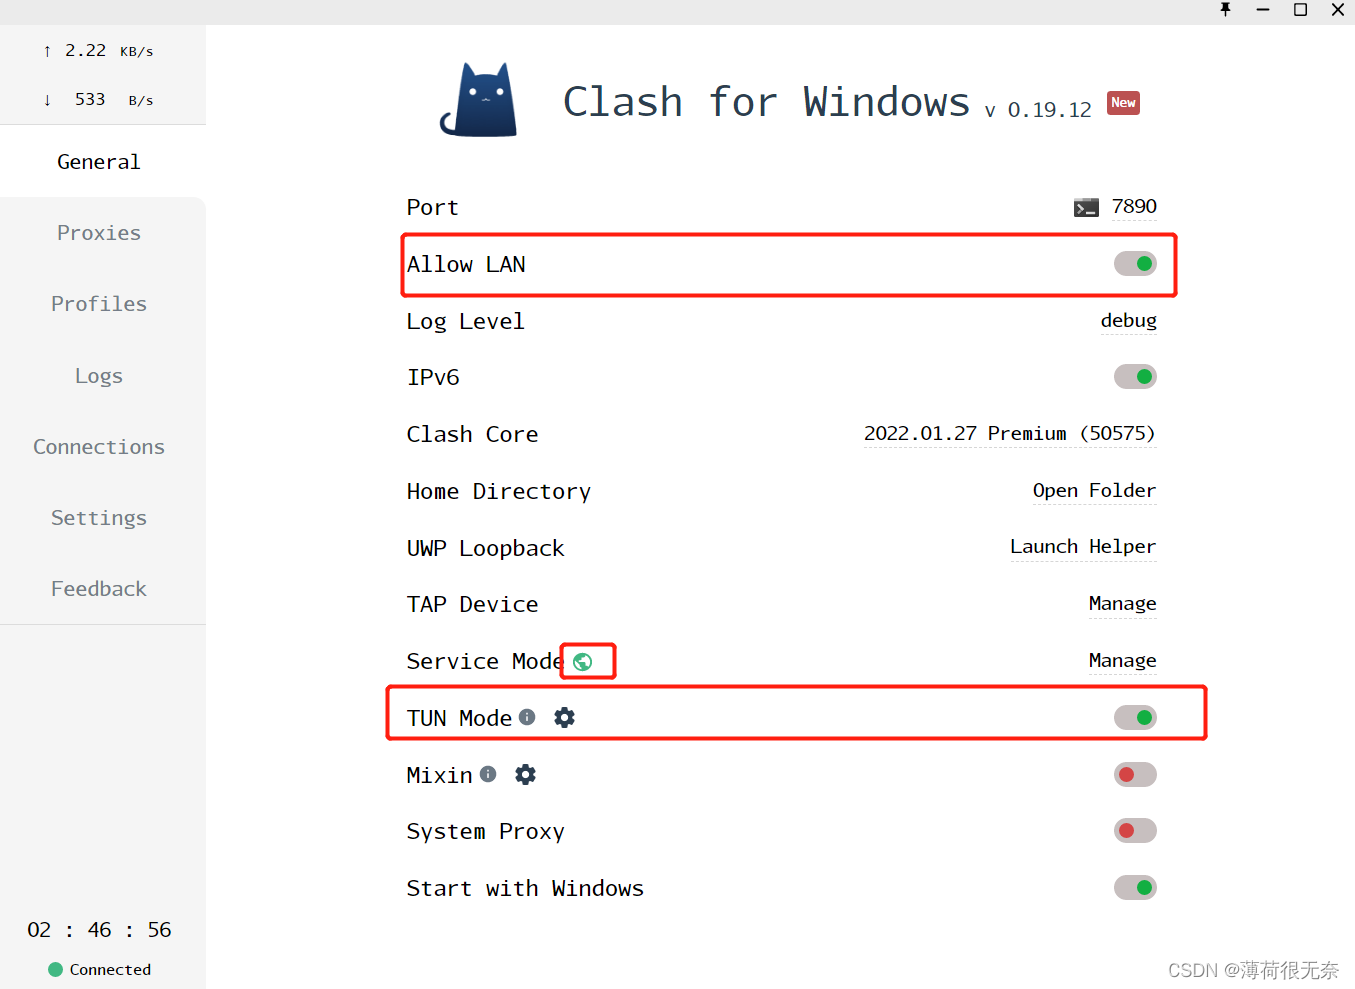 ↑ 2.22 KB/s
↓ 533 B/s
General
Proxies
Profiles
Logs
Connections
Settings
Feedback
02 : 46 : 56
Connected
Clash for Windows v 0.19.12 New
Port 7890
Allow LAN
Log Level debug
IPv6
Clash Core 2022.01.27 Premium (50575)
Home Directory Open Folder
UWP Loopback Launch Helper
TAP Device Manage
Service Mode Manage
TUN Mode
Mixin
System Proxy
Start with Windows
CSDN @薄荷很无奈